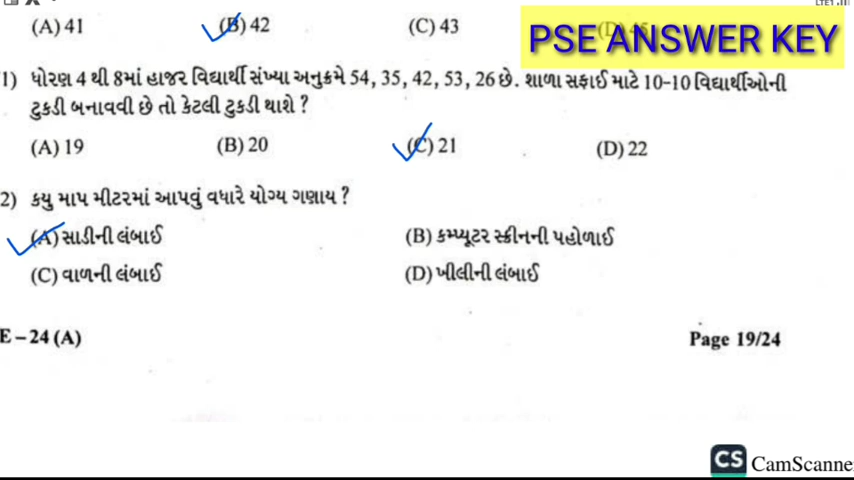 (A) 41 (B) 42 (C) 43
PSE ANSWER KEY
1) ધોરણ 4 થી 8માં હાજર વિદ્યાર્થી સંખ્યા અનુક્રમે 54, 35, 42, 53, 26 છે. શાળા સફાઈ માટે 10-10 વિદ્યાર્થીઓની
ટુકડી બનાવવી છે તો કેટલી ટુકડી થાશે ?
(A) 19 (B) 20 (C) 21 (D) 22
2) કયુ માપ મીટરમાં આપવું વધારે યોગ્ય ગણાય ?
(A) સાડીની લંબાઈ (B) કમ્પ્યૂટર સ્ક્રીનની પહોળાઈ
(C) વાળની લંબાઈ (D) ખીલીની લંબાઈ
E – 24 (A) Page 19/24
CS CamScanne